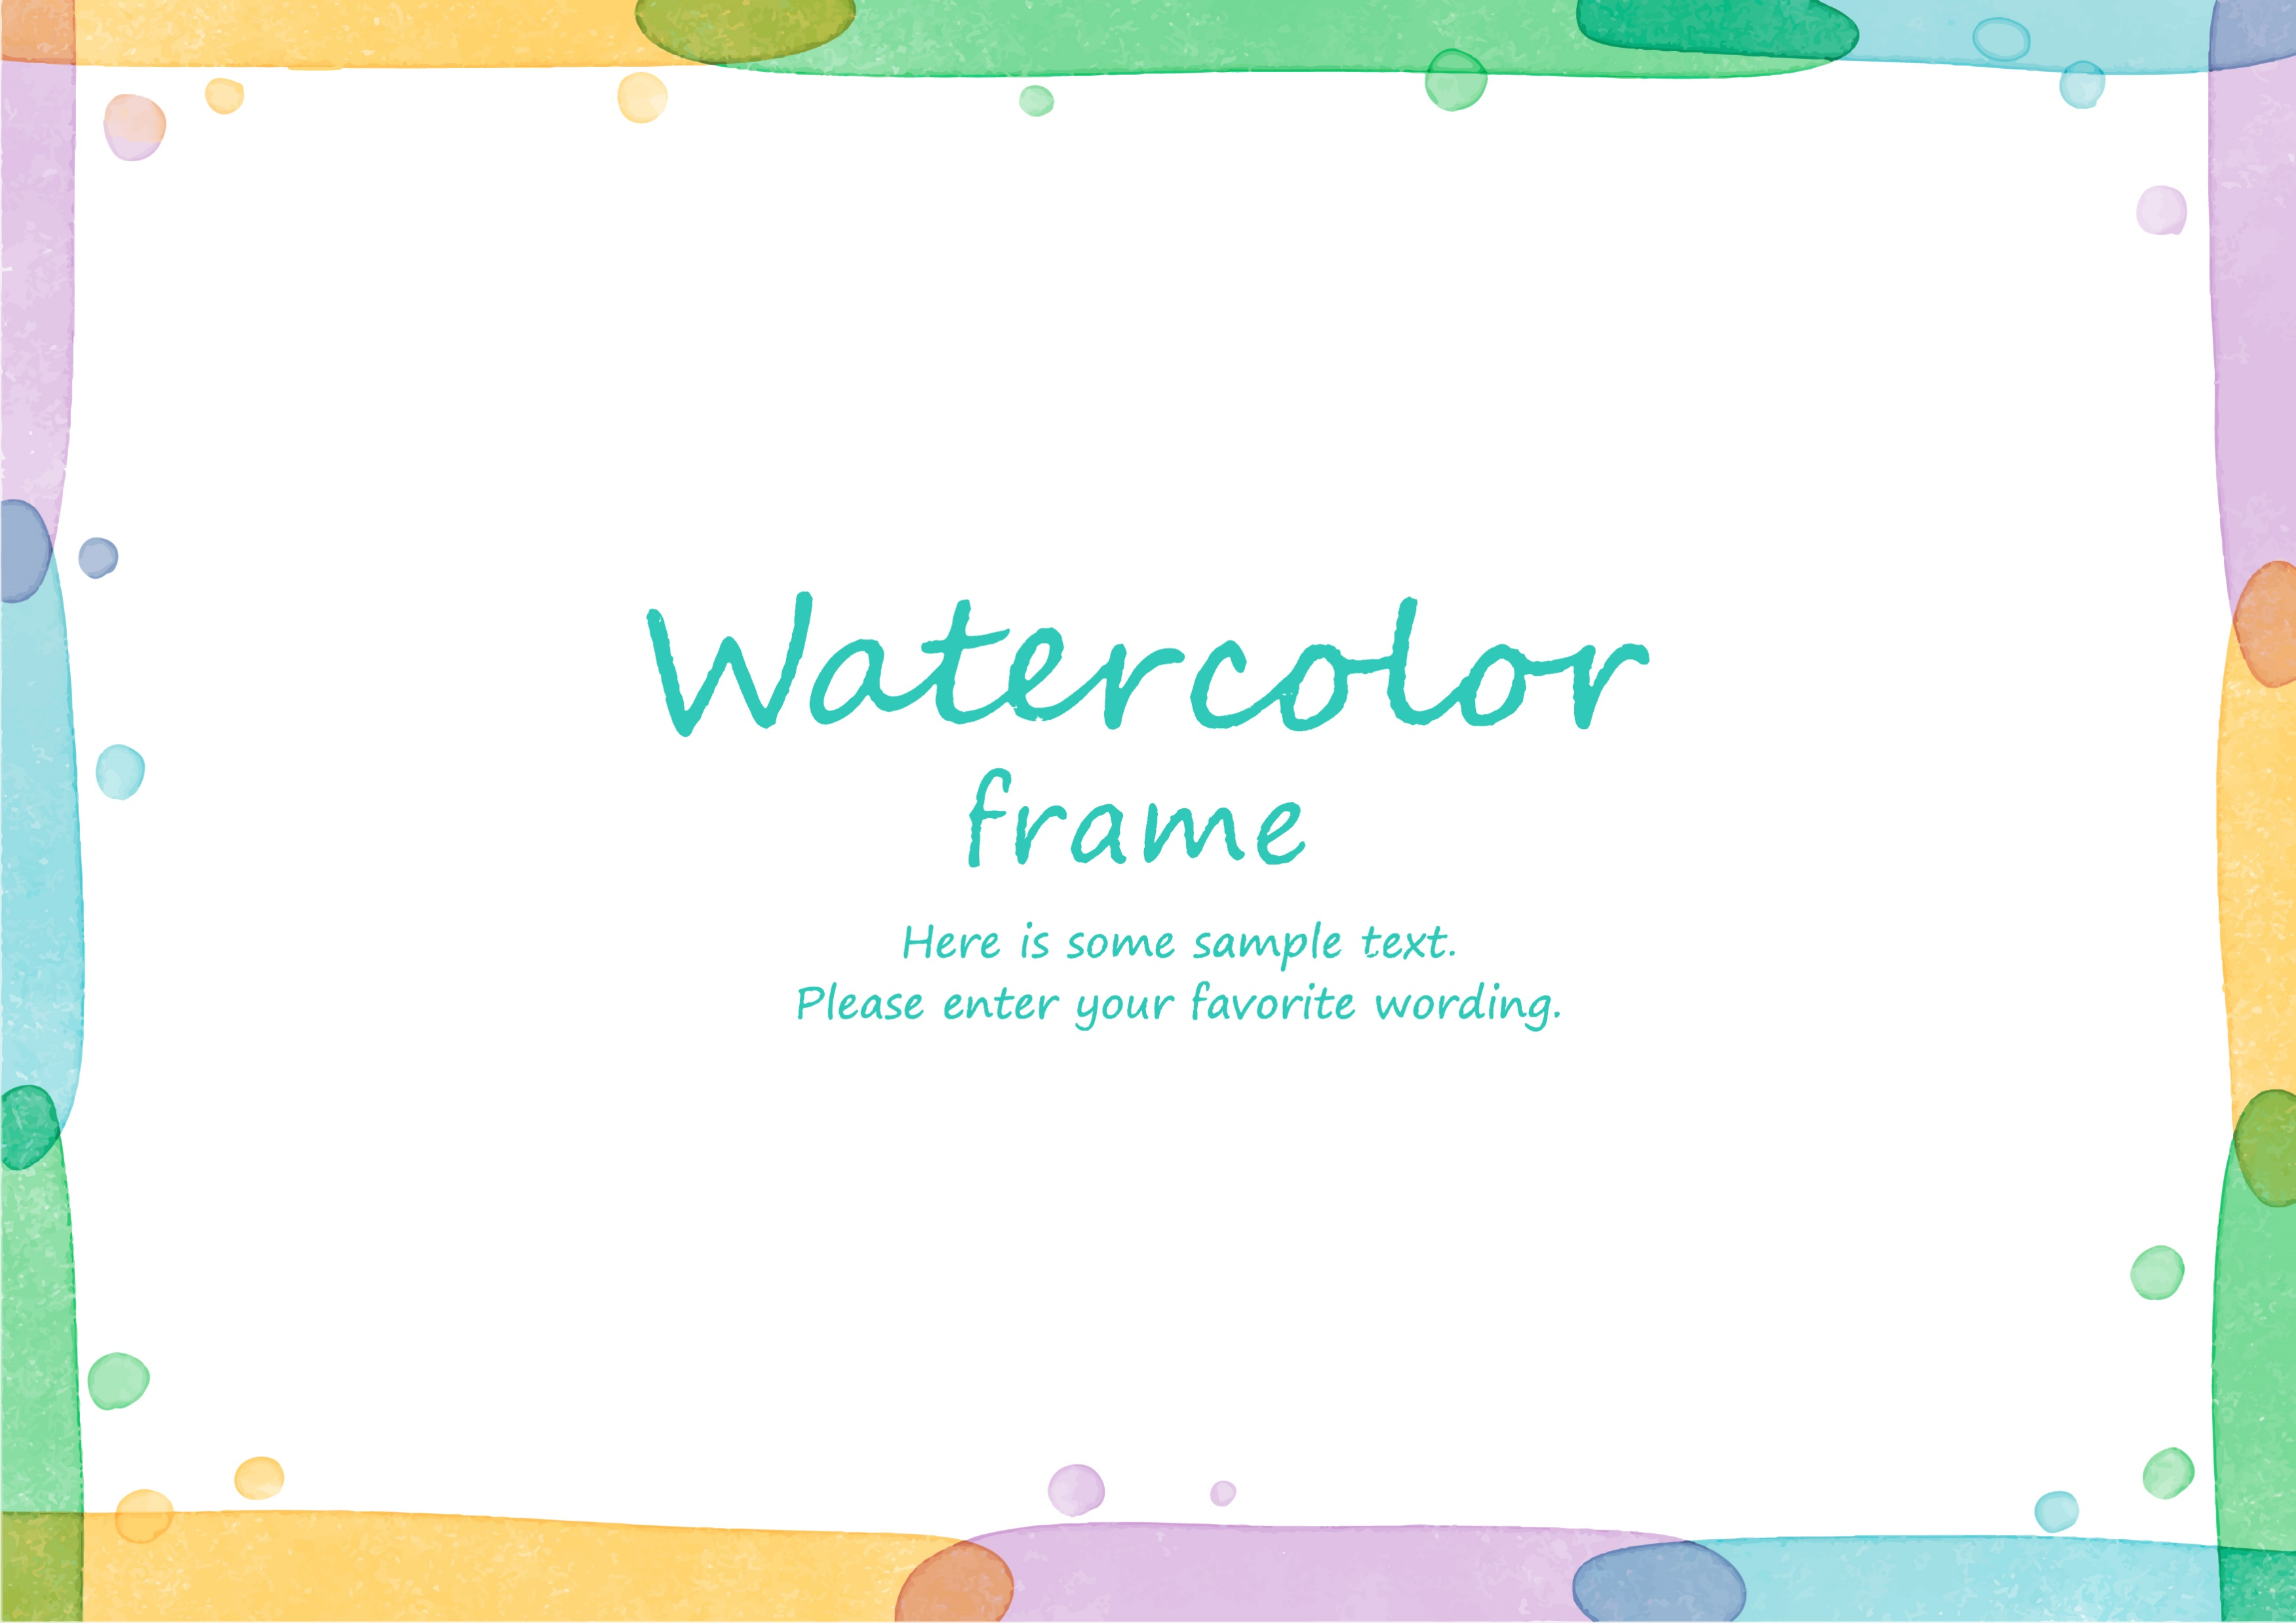 Watercolor
frame
Here is some sample text.
Please enter your favorite wording.